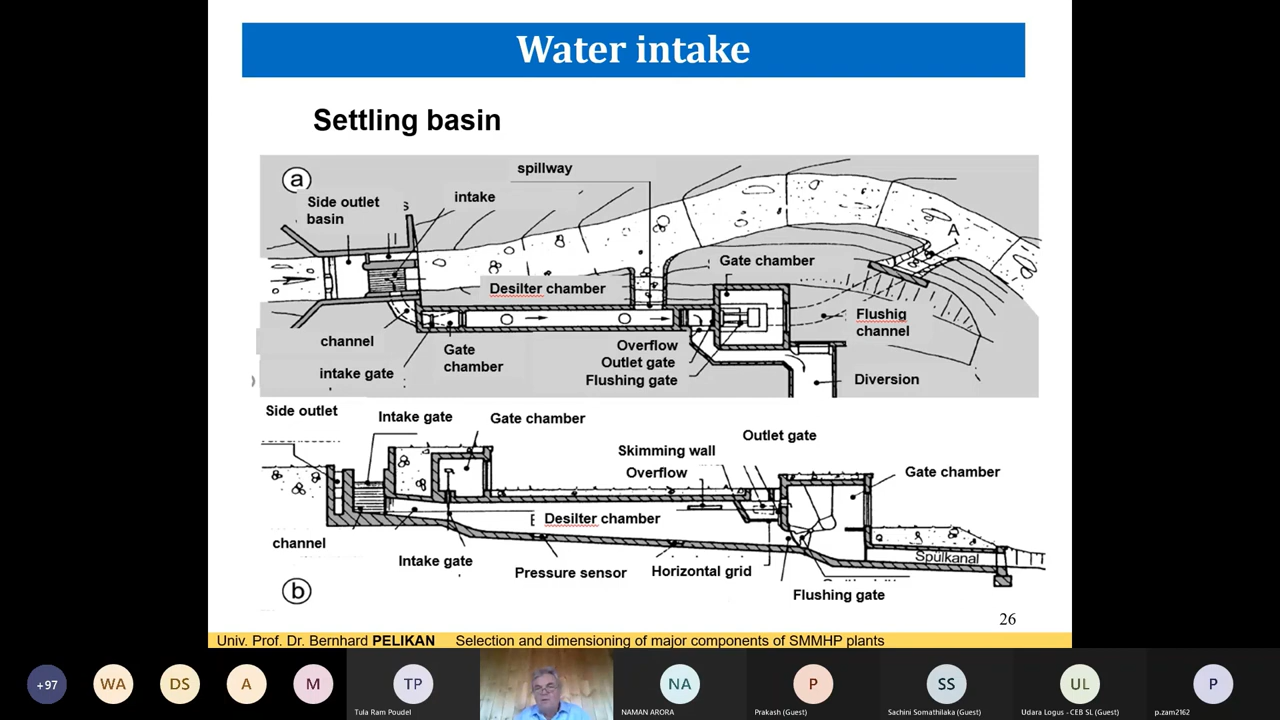 Water intake
Settling basin
a
spillway
Side outlet
basin
s
intake
A
Gate chamber
Desilter chamber
Flushig
channel
channel
Gate
chamber
Overflow
Outlet gate
Flushing gate
intake gate
Diversion
Side outlet
Intake gate
Gate chamber
Outlet gate
Skimming wall
Overflow
Gate chamber
Desilter chamber
channel
Intake gate
Pressure sensor
Horizontal grid
Spülkanal
Flushing gate
b
26
Univ. Prof. Dr. Bernhard PELIKAN Selection and dimensioning of major components of SMMHP plants
+97
WA
DS
A
M
TP
NA
P
SS
UL
P
Tula Ram Poudel
NAMAN ARORA
Prakash (Guest)
Sachini Somathilaka (Guest)
Udara Logus - CEB SL (Guest)
p.zam2162